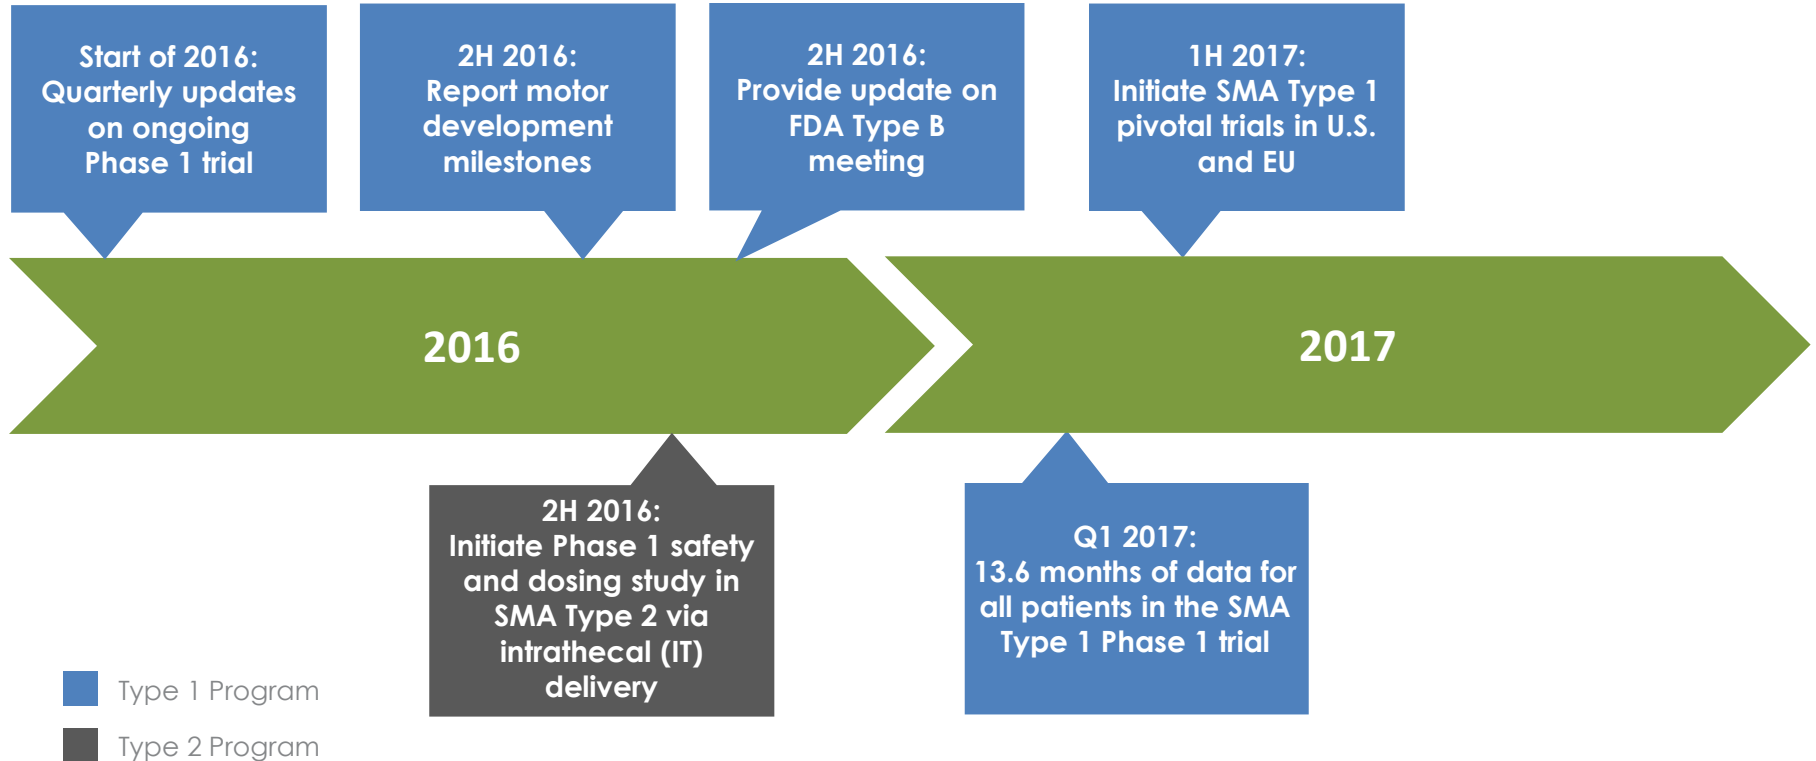 Start of 2016:
Quarterly updates
on ongoing
Phase 1 trial
2H 2016:
Report motor
development
milestones
2H 2016:
Provide update on
FDA Type B
meeting
1H 2017:
Initiate SMA Type 1
pivotal trials in U.S.
and EU
2016
2017
2H 2016:
Initiate Phase 1 safety
and dosing study in
SMA Type 2 via
intrathecal (IT)
delivery
Q1 2017:
13.6 months of data for
all patients in the SMA
Type 1 Phase 1 trial
Type 1 Program
Type 2 Program